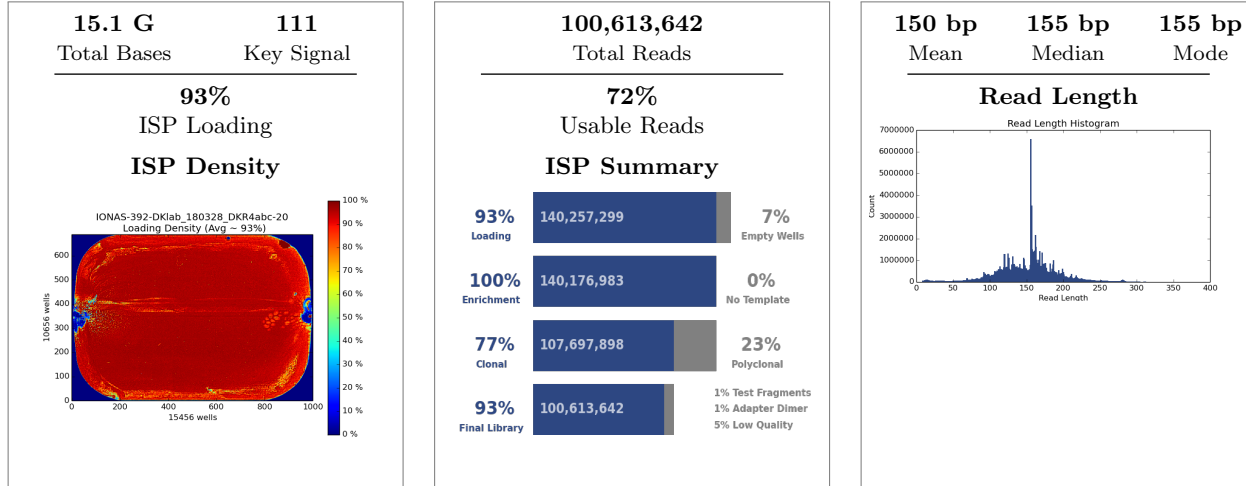 15.1 G
Total Bases
111
Key Signal
93%
ISP Loading
ISP Density
IONAS-392-DKlab_180328_DKR4abc-20
Loading Density (Avg ~ 93%)
100 %
90 %
80 %
70 %
60 %
50 %
40 %
30 %
20 %
10 %
0 %
600
500
400
300
200
100
0
10656 wells
0 200 400 600 800 1000
15456 wells
100,613,642
Total Reads
72%
Usable Reads
ISP Summary
93%
Loading
140,257,299
7%
Empty Wells
100%
Enrichment
140,176,983
0%
No Template
77%
Clonal
107,697,898
23%
Polyclonal
93%
Final Library
100,613,642
1% Test Fragments
1% Adapter Dimer
5% Low Quality
150 bp
Mean
155 bp
Median
155 bp
Mode
Read Length
Read Length Histogram
7000000
6000000
5000000
4000000
3000000
2000000
1000000
0
Count
0 50 100 150 200 250 300 350 400
Read Length